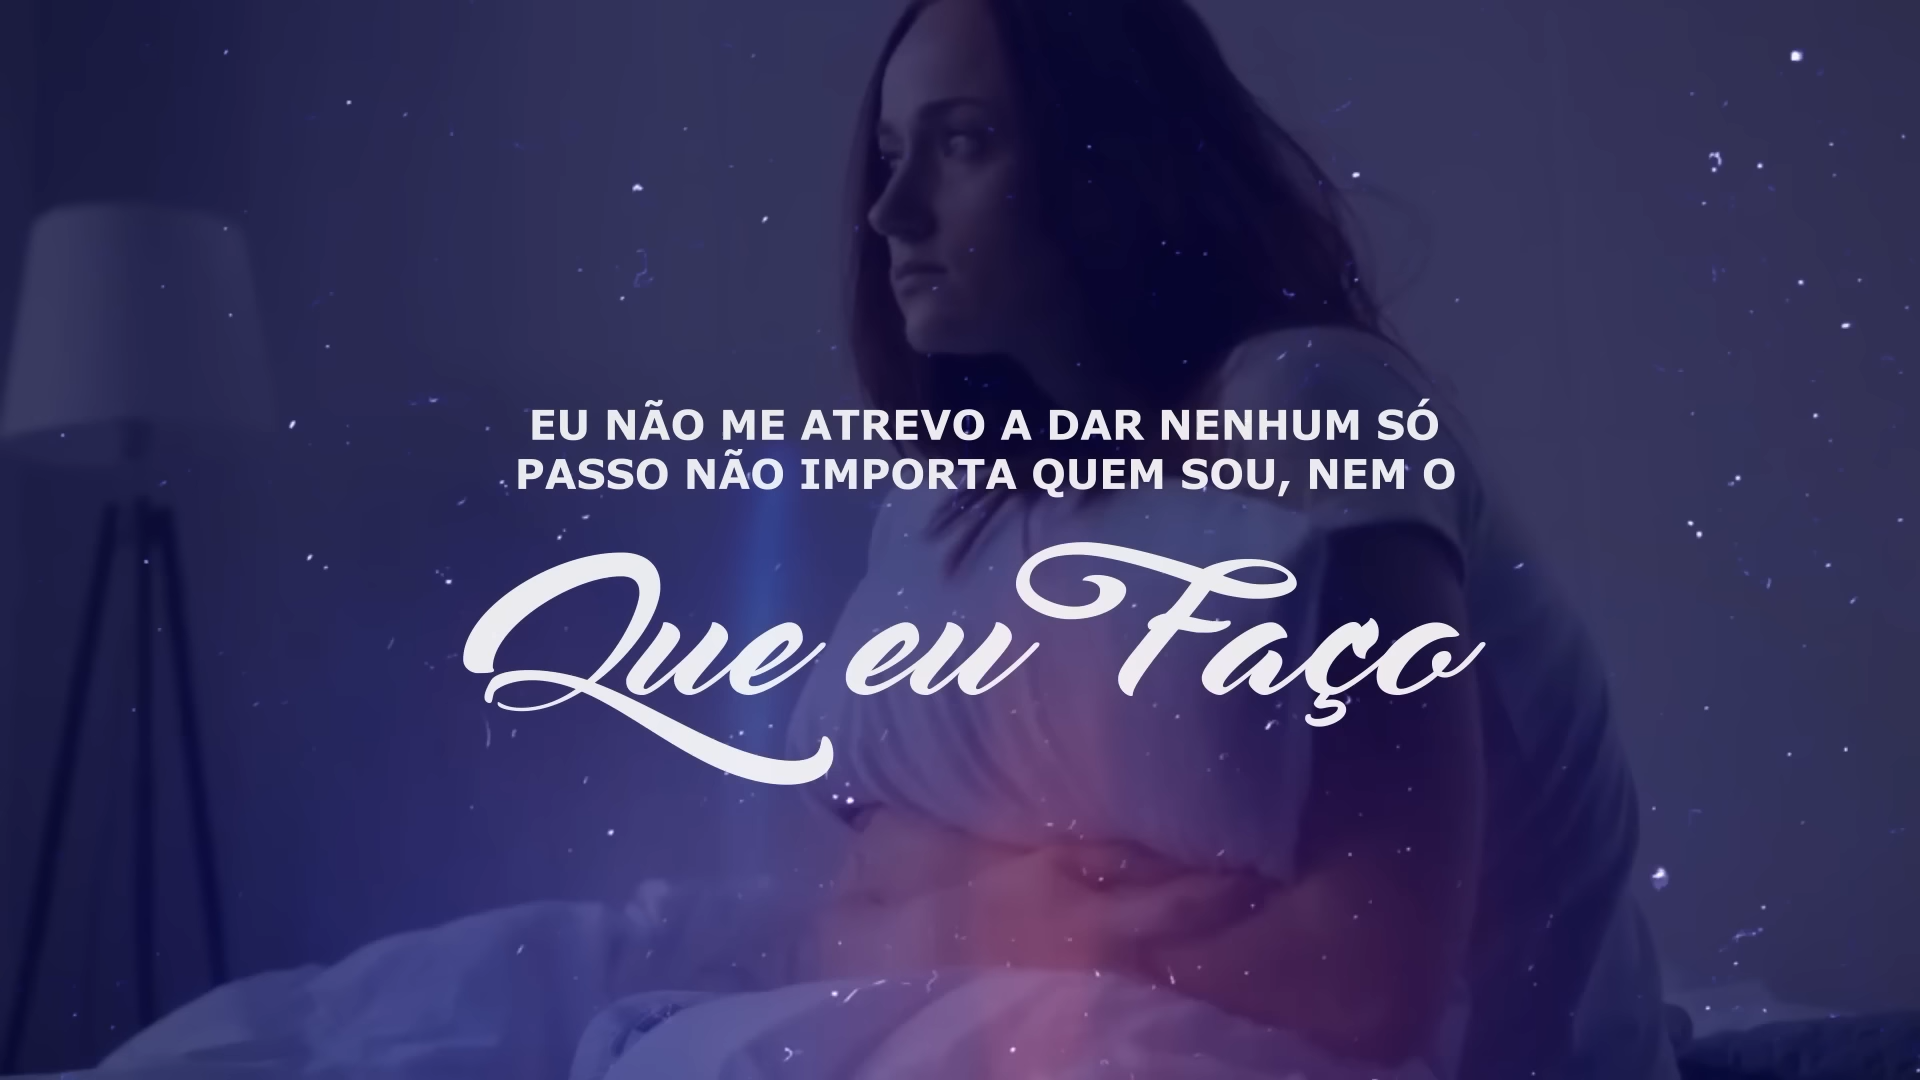 EU NÃO ME ATREVO A DAR NENHUM SÓ
PASSO NÃO IMPORTA QUEM SOU, NEM O
Que eu Faço